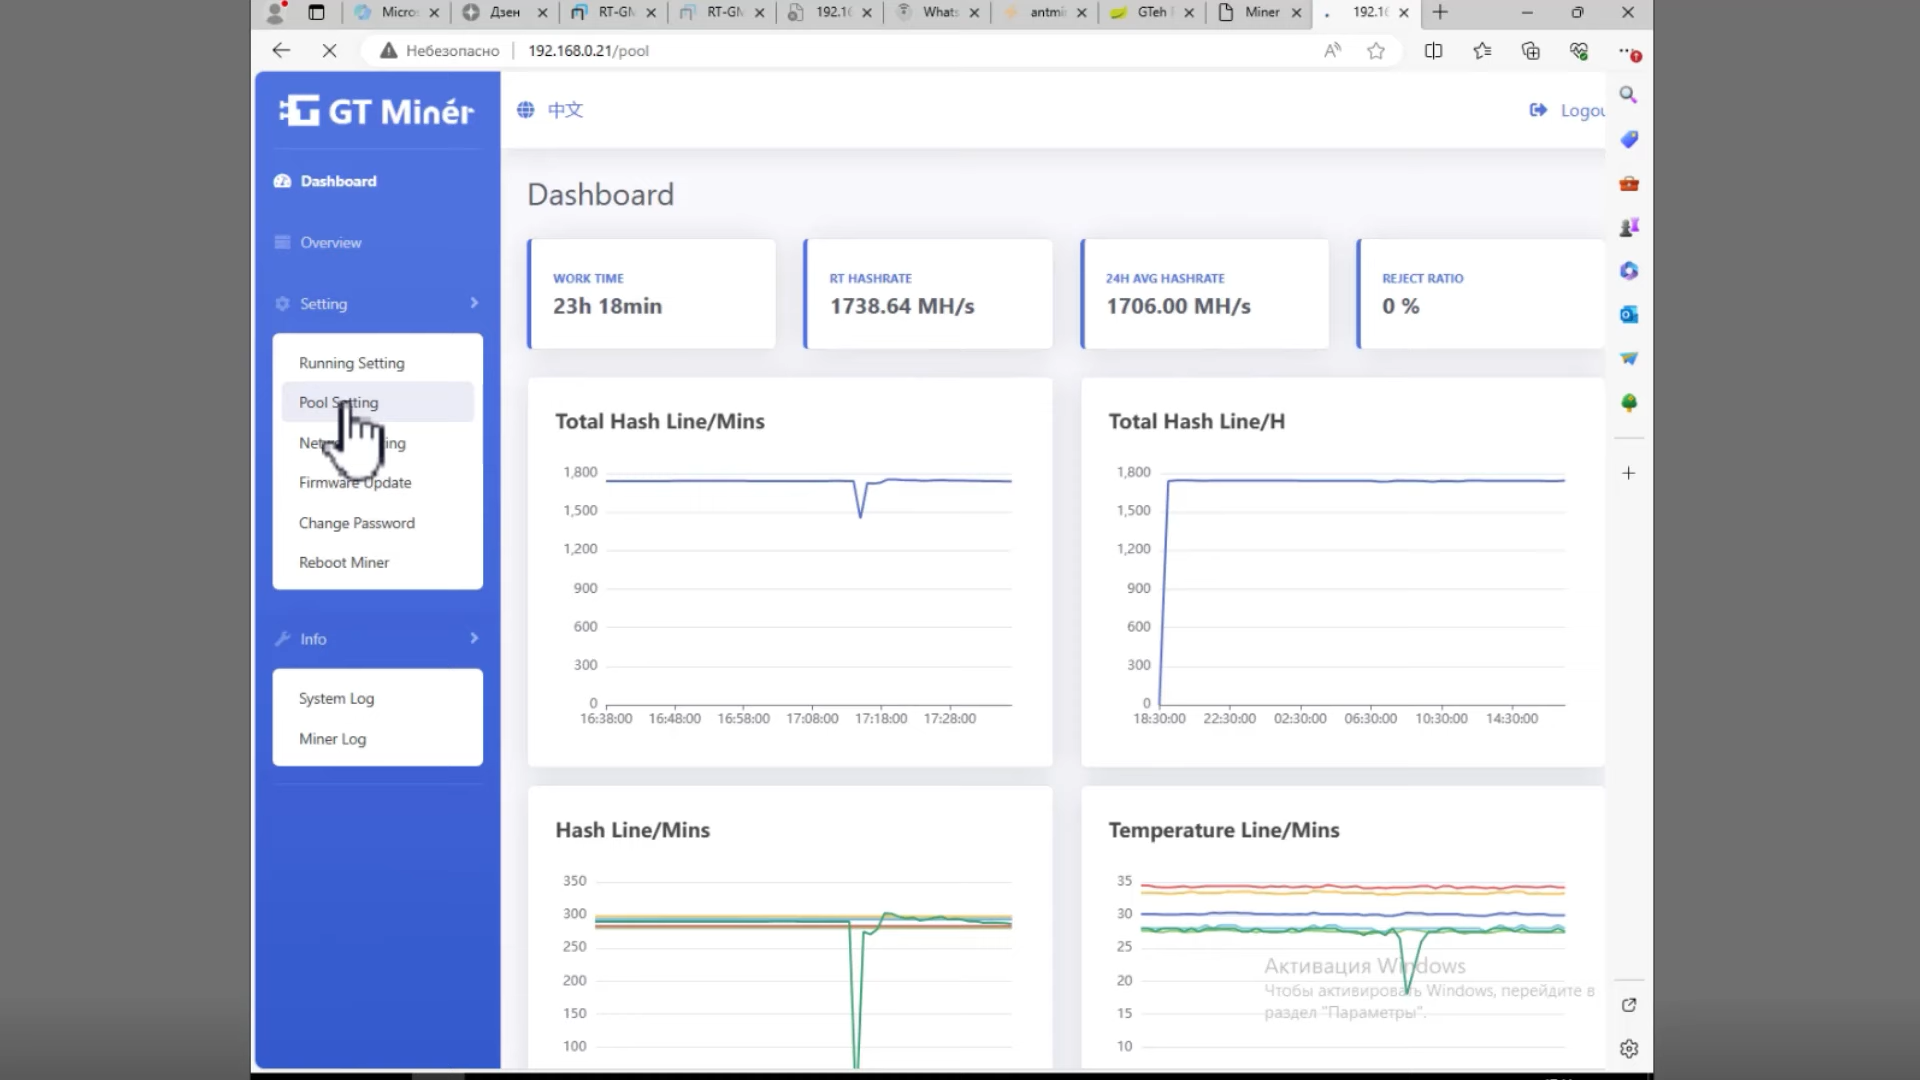 Micros
Дзен
RT-GM
RT-GM
192.16
Whats
antmi
GTeh
Miner
192.16
Небезопасно
192.168.0.21/pool
GT Minér
中文
Logou
Dashboard
Overview
Setting
Running Setting
Pool Setting
Firmware Update
Change Password
Reboot Miner
Info
System Log
Miner Log
Dashboard
WORK TIME
23h 18min
RT HASHRATE
1738.64 MH/s
24H AVG HASHRATE
1706.00 MH/s
REJECT RATIO
0 %
Total Hash Line/Mins
1,800
1,500
1,200
900
600
300
0
16:38:00 16:48:00 16:58:00 17:08:00 17:18:00 17:28:00
Total Hash Line/H
1,800
1,500
1,200
900
600
300
0
18:30:00 22:30:00 02:30:00 06:30:00 10:30:00 14:30:00
Hash Line/Mins
350
300
250
200
150
100
Temperature Line/Mins
35
30
25
20
15
10
Активация Windows
Чтобы активировать Windows, перейдите в
раздел "Параметры".